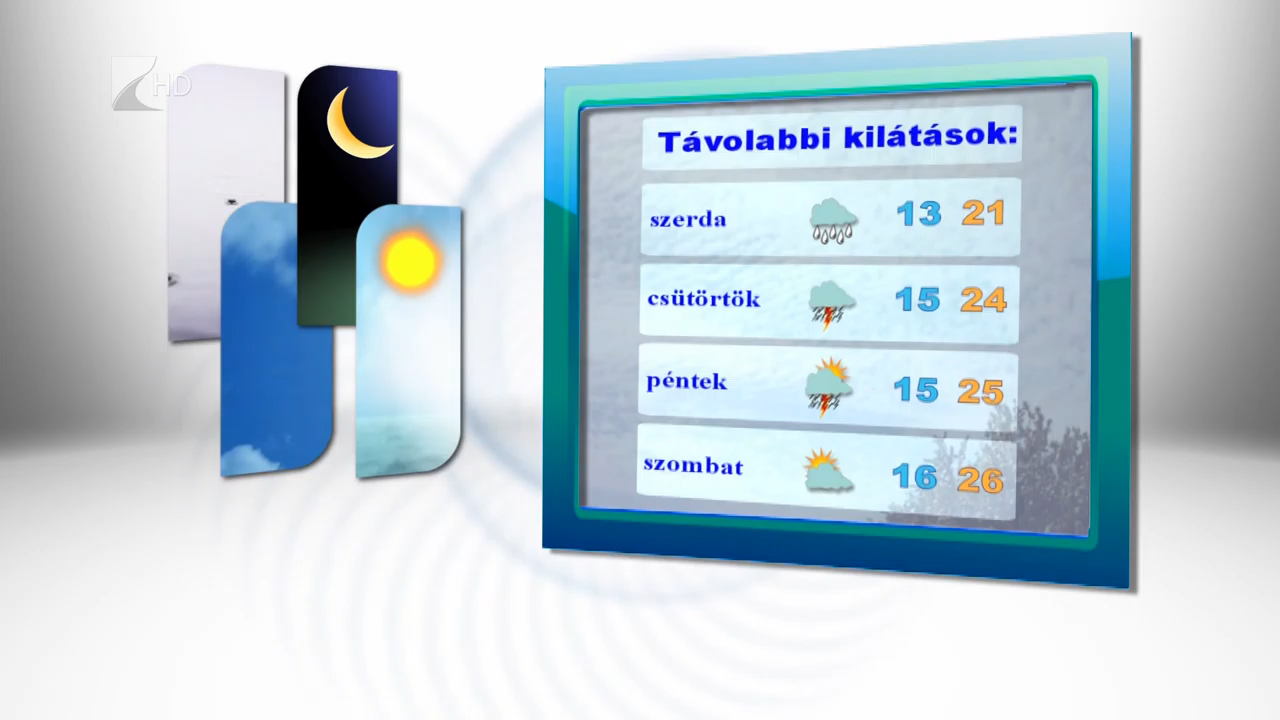 HD
Távolabbi kilátások:
szerda 13 21
csütörtök 15 24
péntek 15 25
szombat 16 26